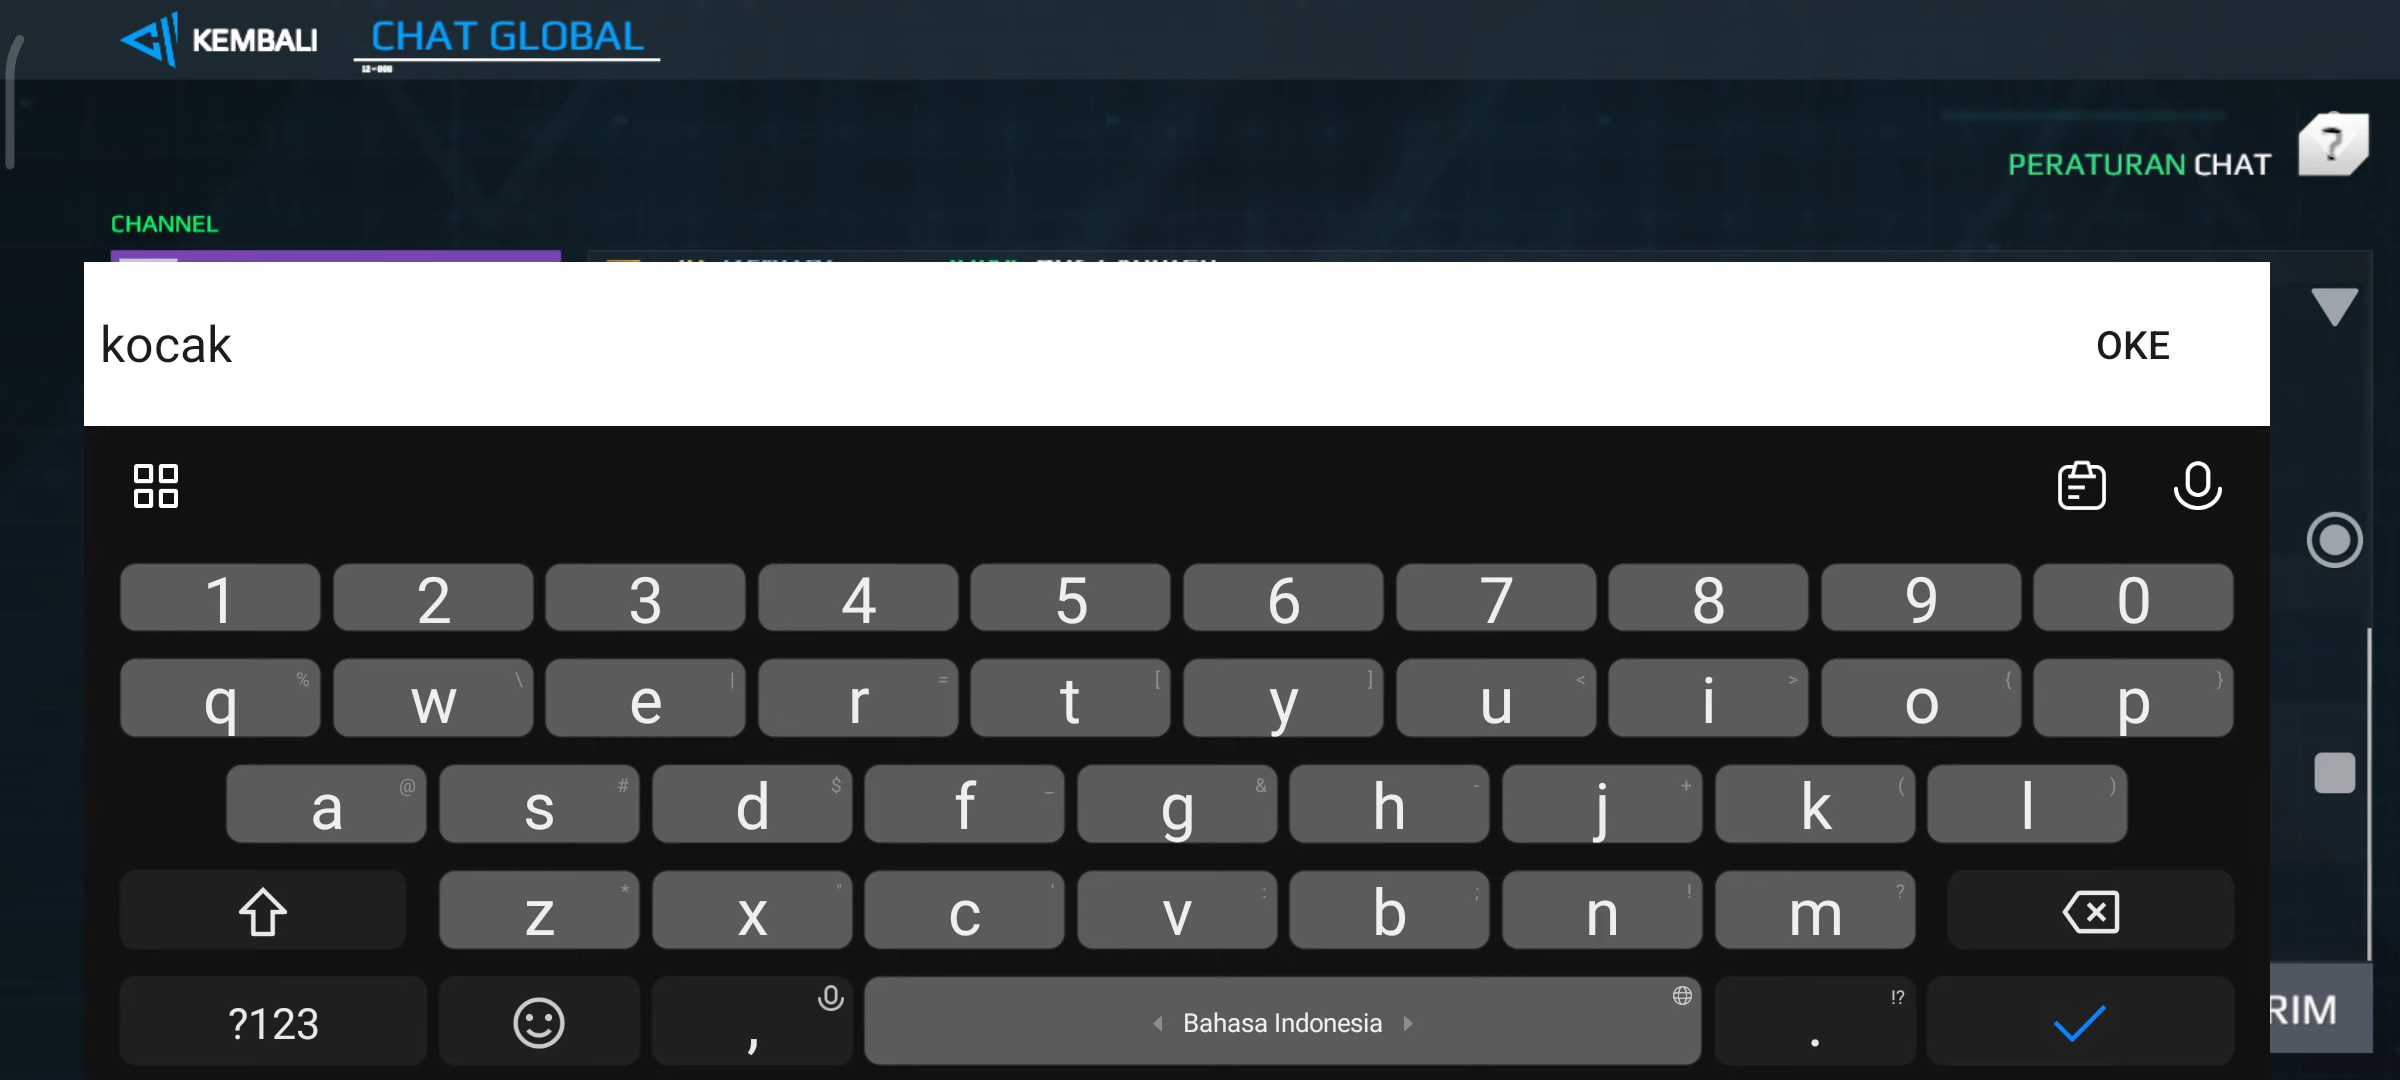 KEMBALI
CHAT GLOBAL
PERATURAN CHAT
?
CHANNEL
kocak
OKE
1 2 3 4 5 6 7 8 9 0
q % w \ e | r = t [ y ] u < i > o { p }
a @ s # d $ f _ g & h - j + k ( l )
z * x " c ' v : b ; n ! m ?
?123 , Bahasa Indonesia . !?
RIM